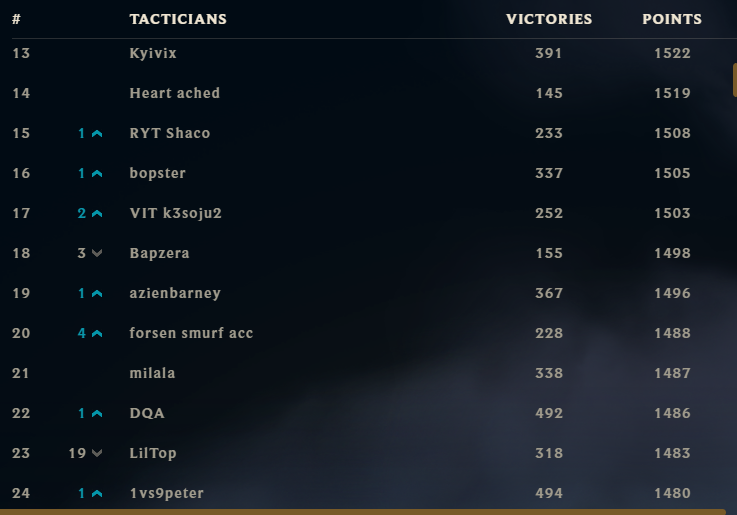 # TACTICIANS VICTORIES POINTS
13 Kyivix 391 1522
14 Heart ached 145 1519
15 1 RYT Shaco 233 1508
16 1 bopster 337 1505
17 2 VIT k3soju2 252 1503
18 3 Bapzera 155 1498
19 1 azienbarney 367 1496
20 4 forsen smurf acc 228 1488
21 milala 338 1487
22 1 DQA 492 1486
23 19 LilTop 318 1483
24 1 1vs9peter 494 1480